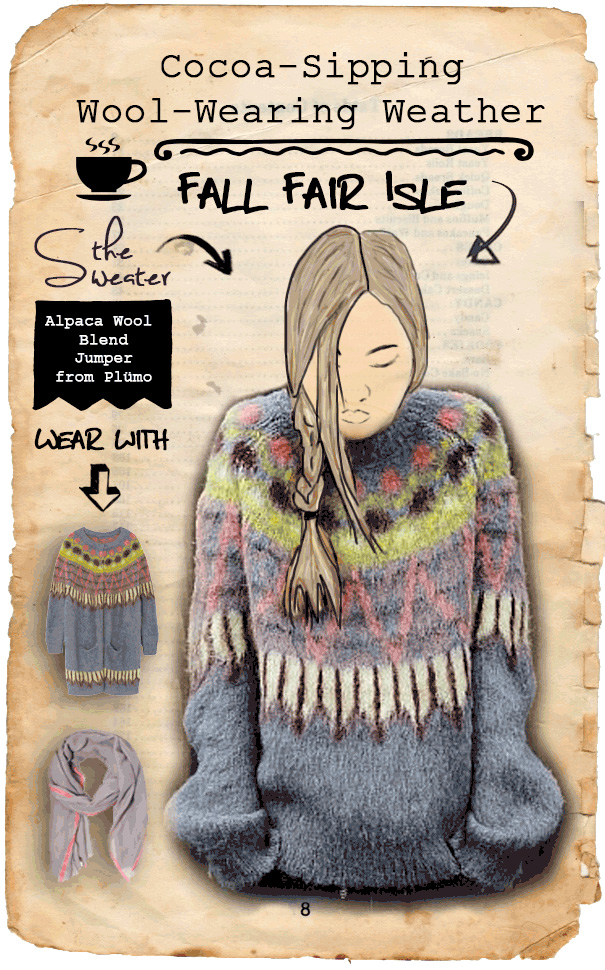 Cocoa-Sipping
Wool-Wearing Weather
FALL FAIR ISLE
the
Sweater
Alpaca Wool
Blend
Jumper
from Plümo
WEAR WITH
CANDY
8